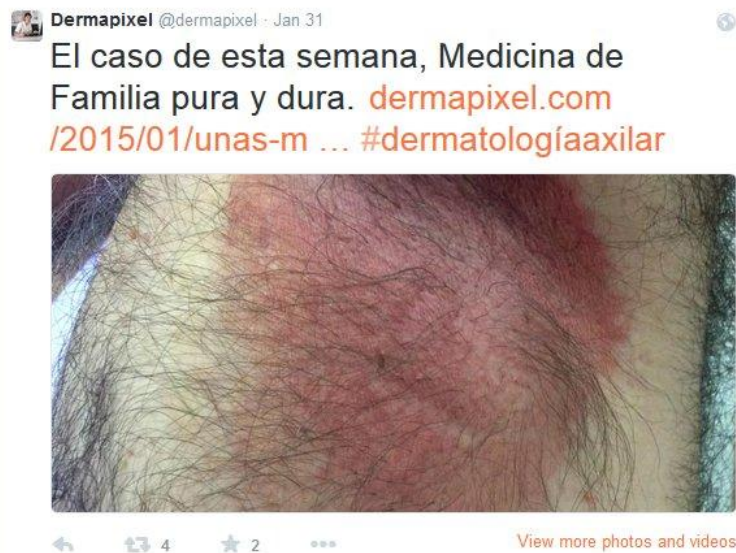 Dermapixel @dermapixel · Jan 31
El caso de esta semana, Medicina de
Familia pura y dura. dermapixel.com
/2015/01/unas-m ... #dermatologíaaxilar
4 2
View more photos and videos